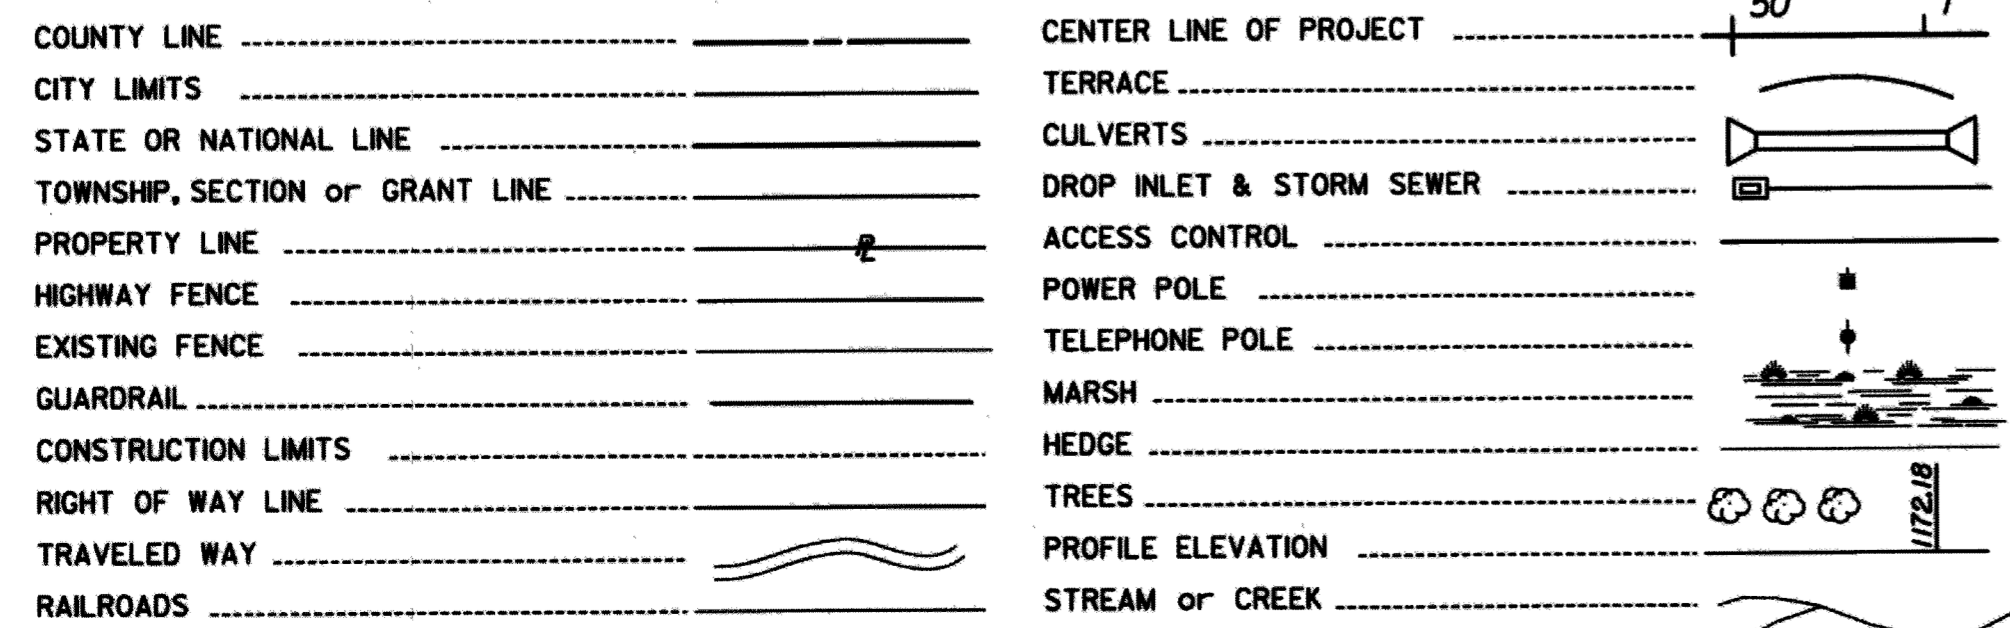 COUNTY LINE
CITY LIMITS
STATE OR NATIONAL LINE
TOWNSHIP, SECTION or GRANT LINE
PROPERTY LINE PL
HIGHWAY FENCE
EXISTING FENCE
GUARDRAIL
CONSTRUCTION LIMITS
RIGHT OF WAY LINE
TRAVELED WAY
RAILROADS
CENTER LINE OF PROJECT 50
TERRACE
CULVERTS
DROP INLET & STORM SEWER
ACCESS CONTROL
POWER POLE
TELEPHONE POLE
MARSH
HEDGE
TREES
1172.18
PROFILE ELEVATION
STREAM or CREEK